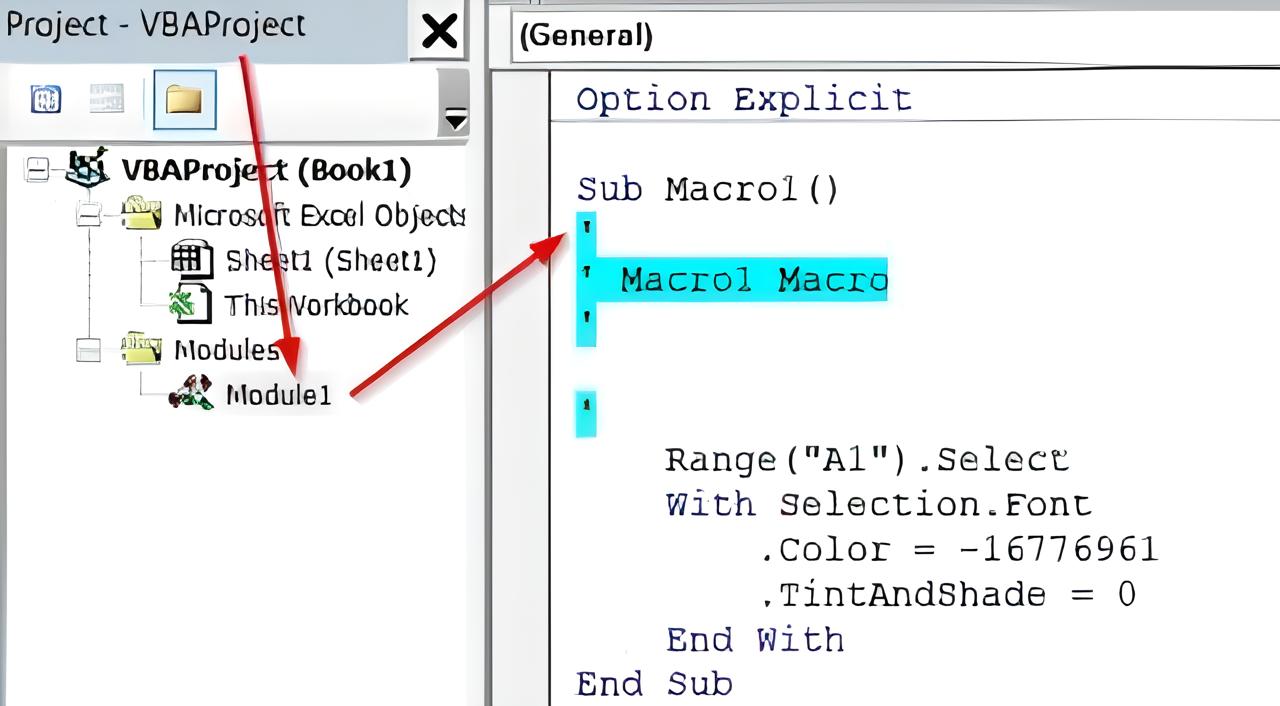 Project - VBAProject
VBAProject (Book1)
Microsoft Excel Objects
Sheet1 (Sheet1)
ThisWorkbook
Modules
Module1
(General)
Option Explicit
Sub Macro1()
'
' Macro1 Macro
'
'
Range("A1").Select
With Selection.Font
.Color = -16776961
.TintAndShade = 0
End With
End Sub